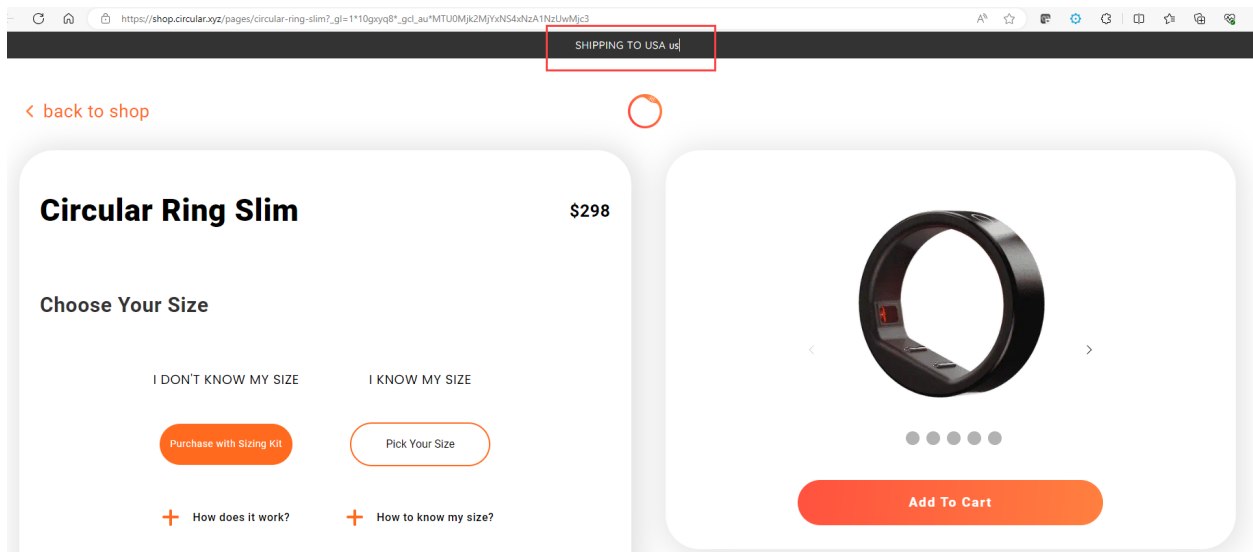 https://shop.circular.xyz/pages/circular-ring-slim?_gl=1*10gxyq8*_gcl_au*MTU0Mjk2MjYxNS4xNzA1NzUwMjc3
SHIPPING TO USA us
back to shop
Circular Ring Slim
$298
Choose Your Size
I DON'T KNOW MY SIZE
I KNOW MY SIZE
Purchase with Sizing Kit
Pick Your Size
How does it work?
How to know my size?
Add To Cart